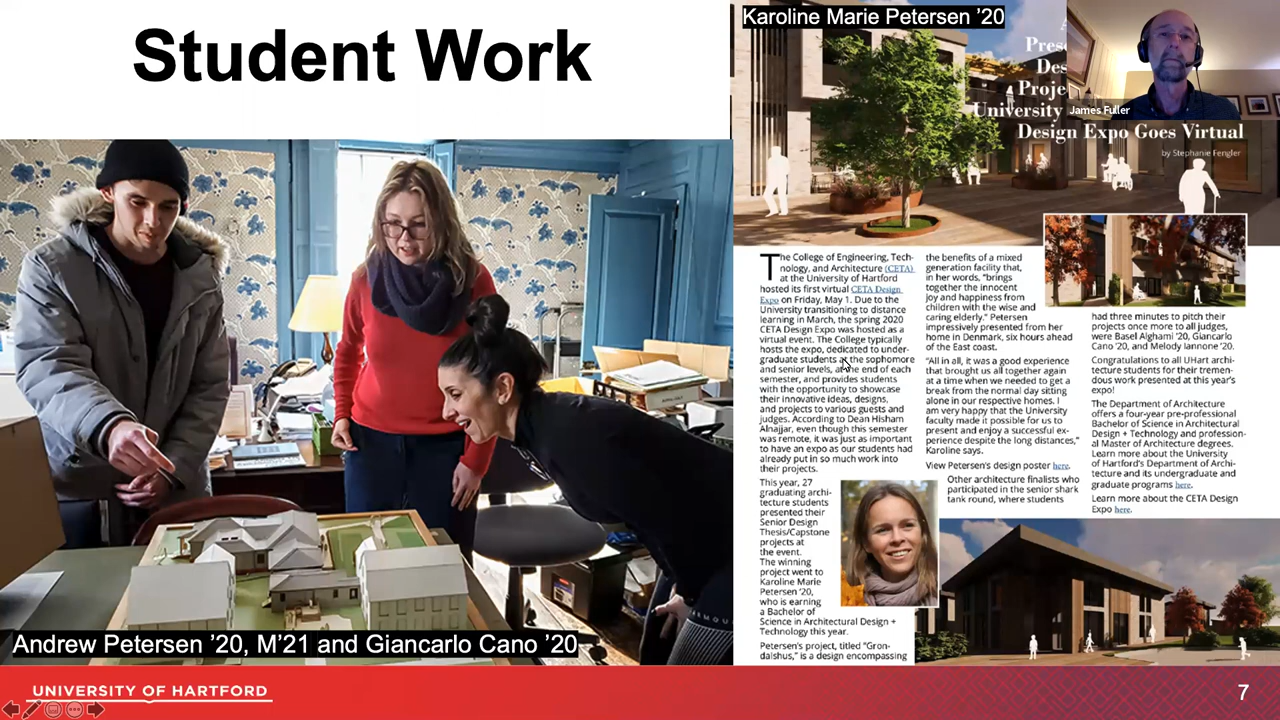 Student Work
Karoline Marie Petersen ’20
James Fuller
Design
University
Design Expo Goes Virtual
by Stephanie Fengler
The College of Engineering, Tech-
nology, and Architecture (CETA)
at the University of Hartford
hosted its first virtual CETA Design
Expo on Friday, May 1. Due to the
University transitioning to distance
learning in March, the spring 2020
CETA Design Expo was hosted as a
virtual event. The College typically
hosts the expo, dedicated to under-
graduate students at the sophomore
and senior levels, at the end of each
semester, and provides students
with the opportunity to showcase
their innovative ideas, designs,
and projects to various guests and
judges. According to Dean Hisham
Alnajjar, even though this semester
was remote, it was just as important
to have an expo as our students had
already put in so much work into
their projects.
This year, 27
graduating archi-
tecture students
presented their
Senior Design
Thesis/Capstone
projects at
the event.
The winning
project went to
Karoline Marie
Petersen ’20,
who is earning
a Bachelor of
Science in Architectural Design +
Technology this year.
Petersen’s project, titled “Gron-
dalshus,” is a design encompassing
the benefits of a mixed
generation facility that,
in her words, “brings
together the innocent
joy and happiness from
children with the wise and
caring elderly.” Petersen
impressively presented from her
home in Denmark, six hours ahead
of the East coast.
“All in all, it was a good experience
that brought us all together again
at a time when we needed to get a
break from the normal day sitting
alone in our respective homes. I
am very happy that the University
faculty made it possible for us to
present and enjoy a successful ex-
perience despite the long distances,”
Karoline says.
View Petersen’s design poster here.
Other architecture finalists who
participated in the senior shark
tank round, where students
had three minutes to pitch their
projects once more to all judges,
were Basel Alghami ’20, Giancarlo
Cano ’20, and Melody Iannone ’20.
Congratulations to all UHart archi-
tecture students for their tremen-
dous work presented at this year’s
expo!
The Department of Architecture
offers a four-year pre-professional
Bachelor of Science in Architectural
Design + Technology and profession-
al Master of Architecture degrees.
Learn more about the University
of Hartford’s Department of Archi-
tecture and its undergraduate and
graduate programs here.
Learn more about the CETA Design
Expo here.
Andrew Petersen ’20, M’21 and Giancarlo Cano ’20
UNIVERSITY OF HARTFORD
7